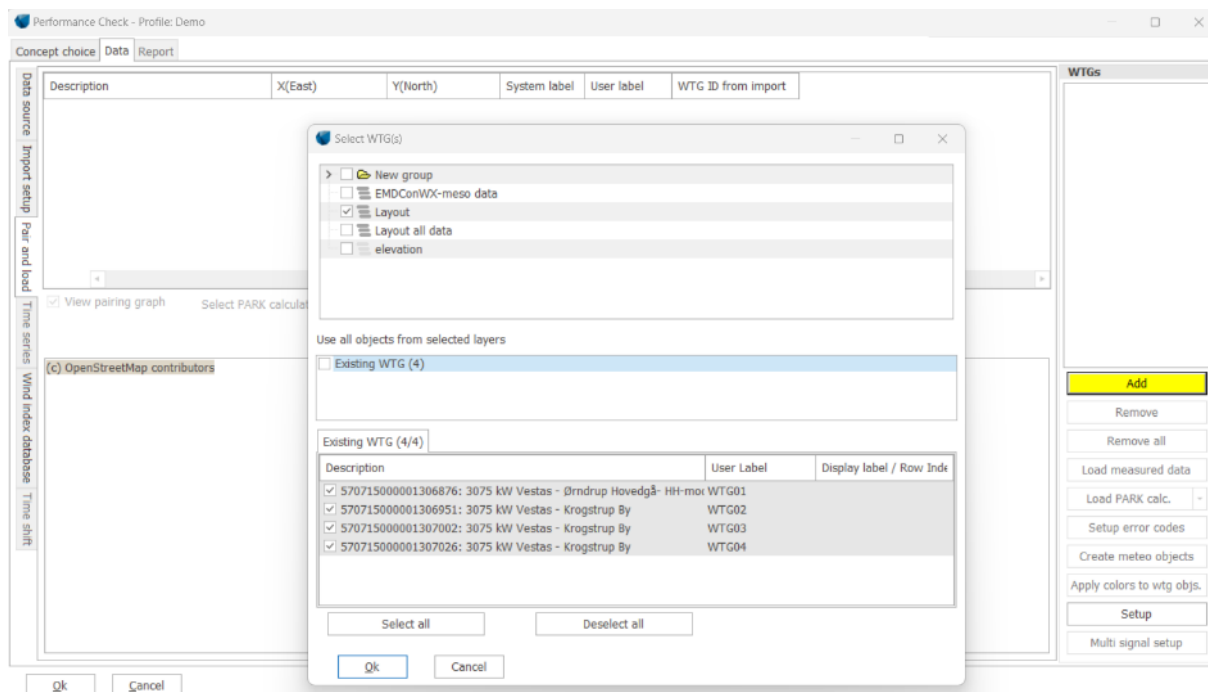 Performance Check - Profile: Demo
Concept choice Data Report
Data source
Import setup
Pair and load
Time series
Wind index database
Time shift
Description X(East) Y(North) System label User label WTG ID from import
View pairing graph Select PARK calculat
(c) OpenStreetMap contributors
Select WTG(s)
New group
EMDConWX-meso data
Layout
Layout all data
elevation
Use all objects from selected layers
Existing WTG (4)
Existing WTG (4/4)
Description User Label Display label / Row Inde
570715000001306876: 3075 kW Vestas - Ørndrup Hovedgå- HH-moc WTG01
570715000001306951: 3075 kW Vestas - Krogstrup By WTG02
570715000001307002: 3075 kW Vestas - Krogstrup By WTG03
570715000001307026: 3075 kW Vestas - Krogstrup By WTG04
Select all Deselect all
Ok Cancel
WTGs
Add
Remove
Remove all
Load measured data
Load PARK calc.
Setup error codes
Create meteo objects
Apply colors to wtg objs.
Setup
Multi signal setup
Ok Cancel